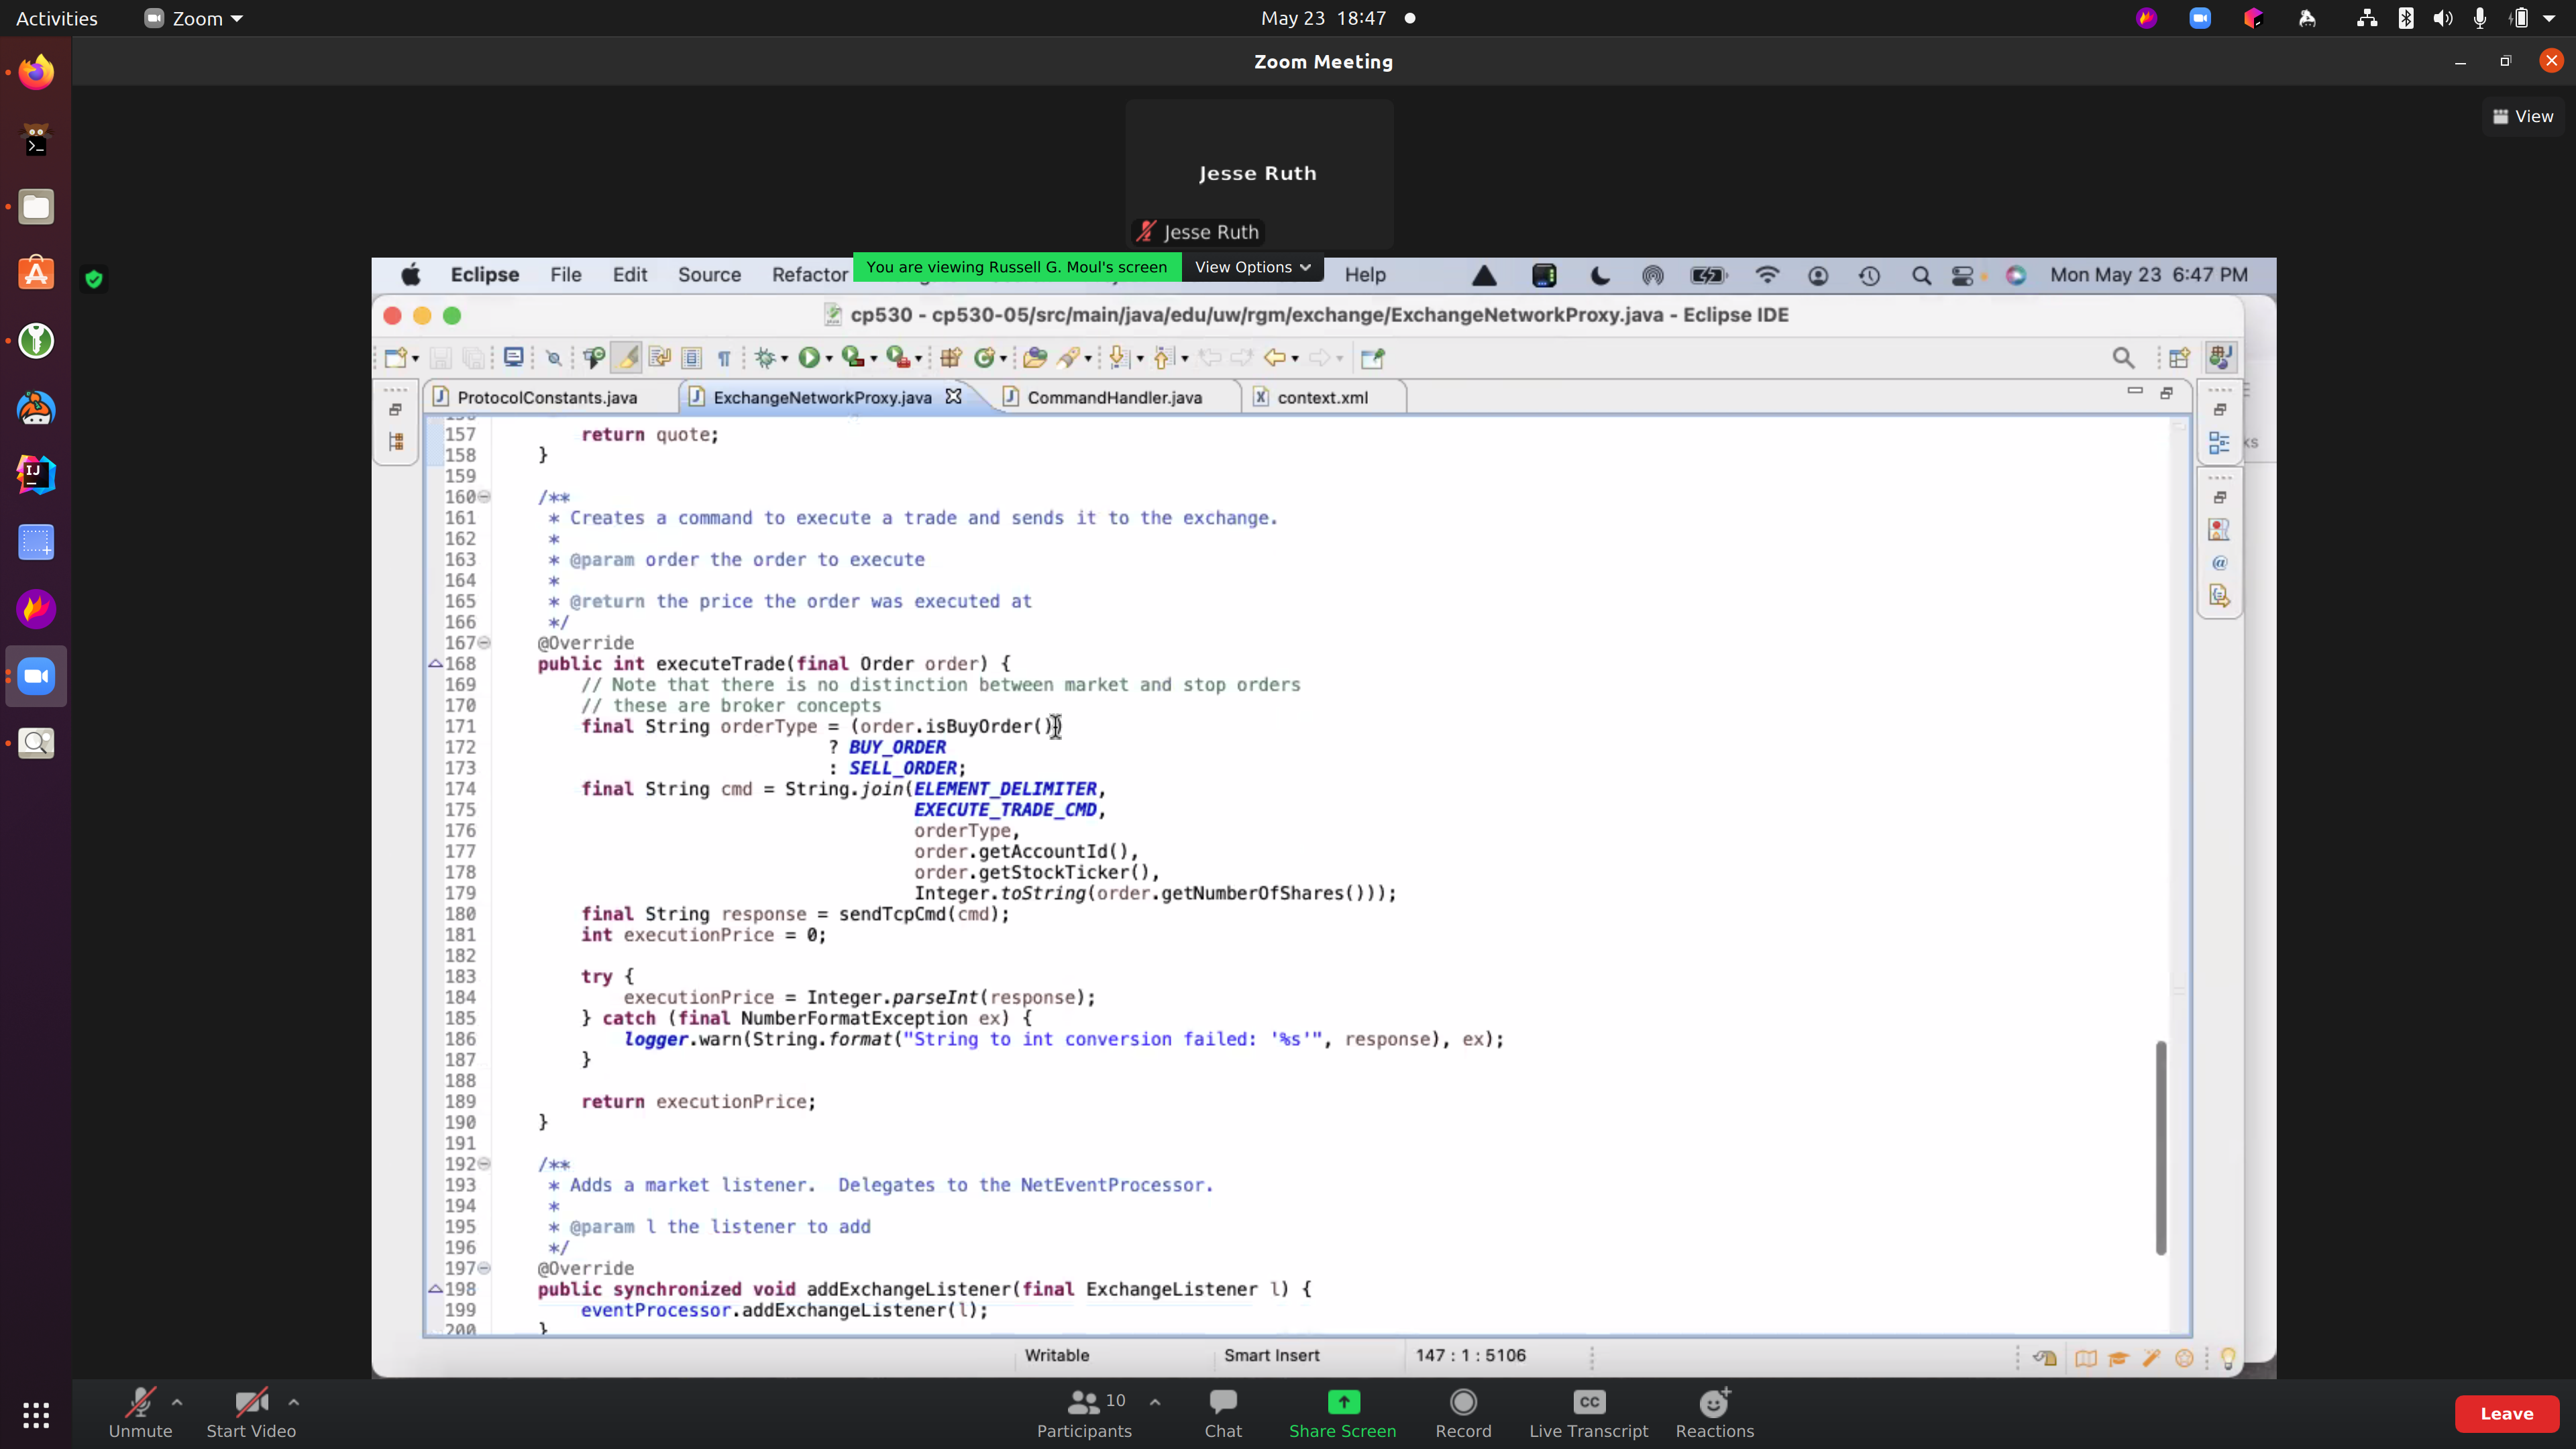 Activities
Zoom
May 23 18:47
Zoom Meeting
View
Jesse Ruth
Jesse Ruth
You are viewing Russell G. Moul's screen
View Options
Eclipse File Edit Source Refactor Help Mon May 23 6:47 PM
cp530 - cp530-05/src/main/java/edu/uw/rgm/exchange/ExchangeNetworkProxy.java - Eclipse IDE
ProtocolConstants.java ExchangeNetworkProxy.java CommandHandler.java context.xml
157 return quote;
158 }
159
160 /**
161 * Creates a command to execute a trade and sends it to the exchange.
162 *
163 * @param order the order to execute
164 *
165 * @return the price the order was executed at
166 */
167 @Override
168 public int executeTrade(final Order order) {
169 // Note that there is no distinction between market and stop orders
170 // these are broker concepts
171 final String orderType = (order.isBuyOrder())
172 ? BUY_ORDER
173 : SELL_ORDER;
174 final String cmd = String.join(ELEMENT_DELIMITER,
175 EXECUTE_TRADE_CMD,
176 orderType,
177 order.getAccountId(),
178 order.getStockTicker(),
179 Integer.toString(order.getNumberOfShares()));
180 final String response = sendTcpCmd(cmd);
181 int executionPrice = 0;
182
183 try {
184 executionPrice = Integer.parseInt(response);
185 } catch (final NumberFormatException ex) {
186 logger.warn(String.format("String to int conversion failed: '%s'", response), ex);
187 }
188
189 return executionPrice;
190 }
191
192 /**
193 * Adds a market listener.  Delegates to the NetEventProcessor.
194 *
195 * @param l the listener to add
196 */
197 @Override
198 public synchronized void addExchangeListener(final ExchangeListener l) {
199 eventProcessor.addExchangeListener(l);
200 }
Writable Smart Insert 147 : 1 : 5106
Unmute
Start Video
10
Participants
Chat
Share Screen
Record
CC
Live Transcript
Reactions
Leave